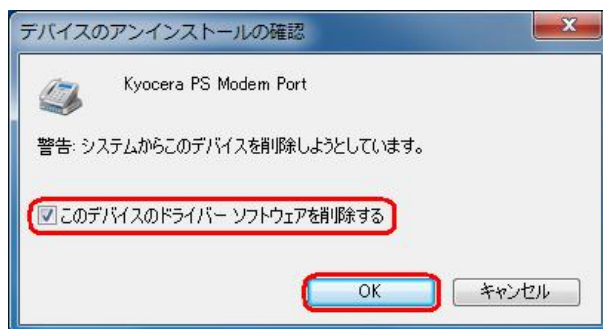 デバイスのアンインストールの確認
Kyocera PS Modem Port
警告: システムからこのデバイスを削除しようとしています。
このデバイスのドライバー ソフトウェアを削除する
OK
キャンセル